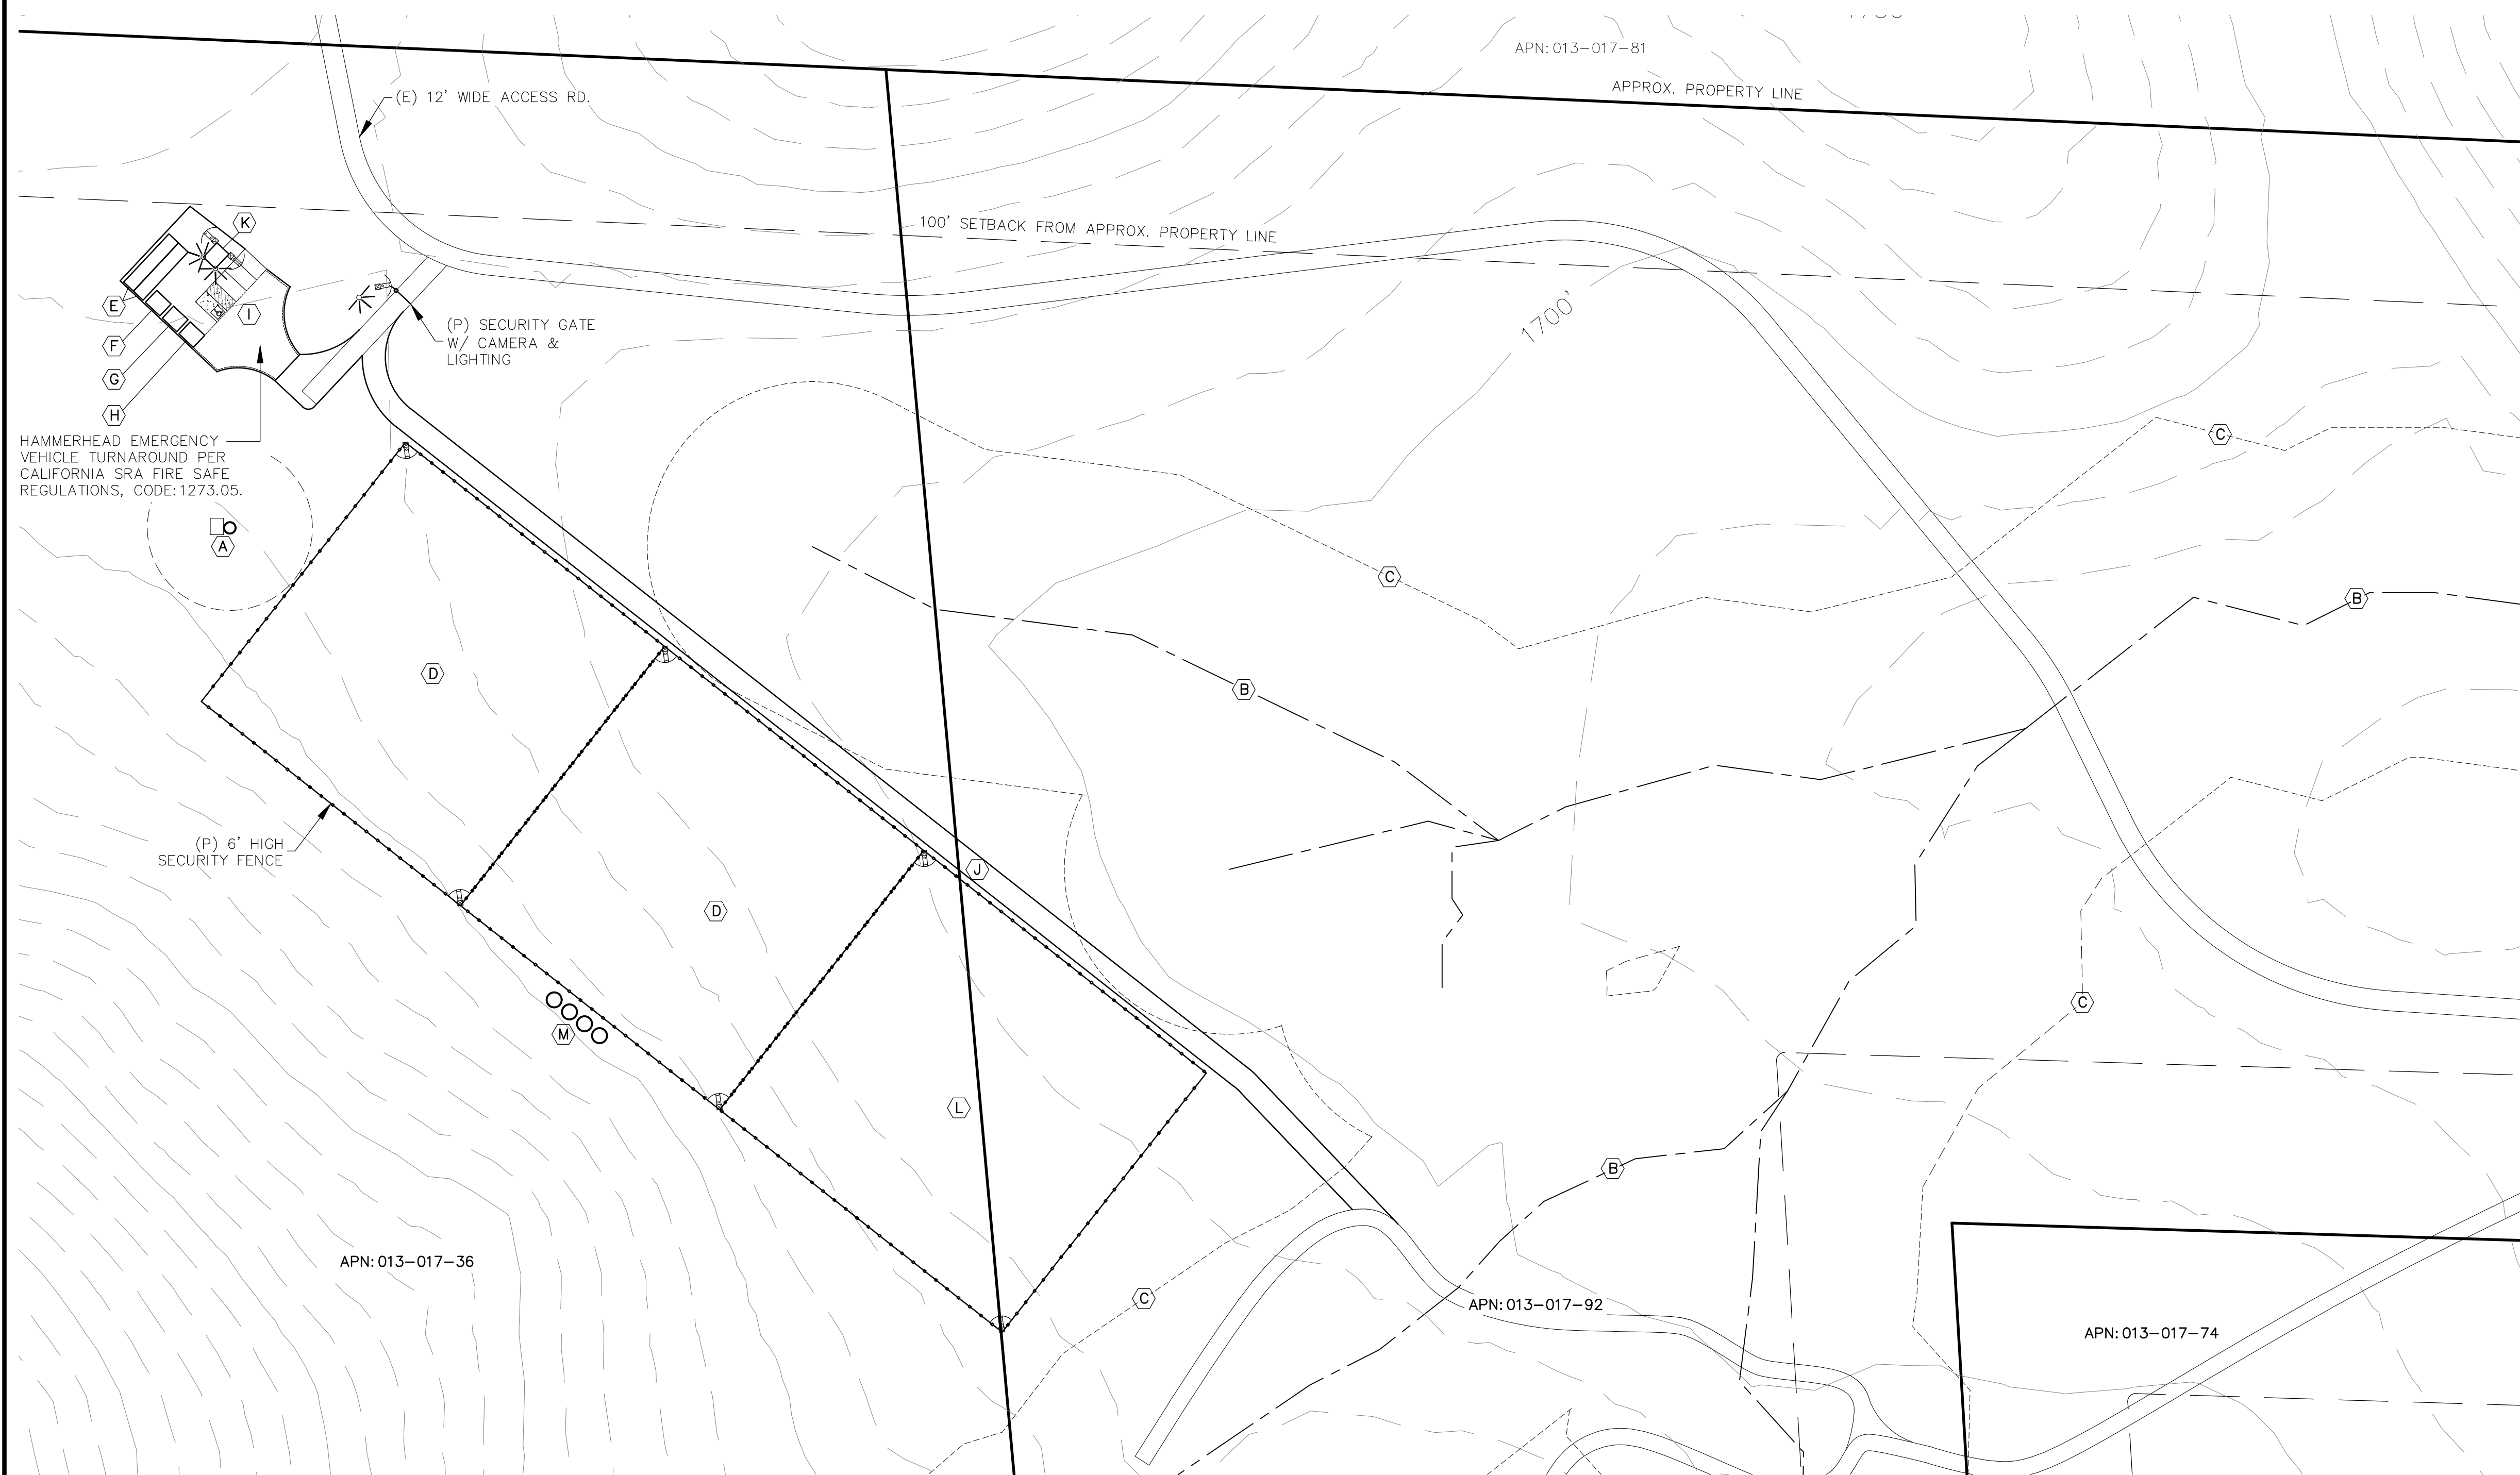 APN: 013-017-81
APPROX. PROPERTY LINE
(E) 12' WIDE ACCESS RD.
100' SETBACK FROM APPROX. PROPERTY LINE
K
E
I
F
G
H
(P) SECURITY GATE
W/ CAMERA &
LIGHTING
1700'
HAMMERHEAD EMERGENCY
VEHICLE TURNAROUND PER
CALIFORNIA SRA FIRE SAFE
REGULATIONS, CODE: 1273.05.
C
A
C
B
D
B
(P) 6' HIGH
SECURITY FENCE
J
D
C
M
L
B
APN: 013-017-36
C
APN: 013-017-92
APN: 013-017-74